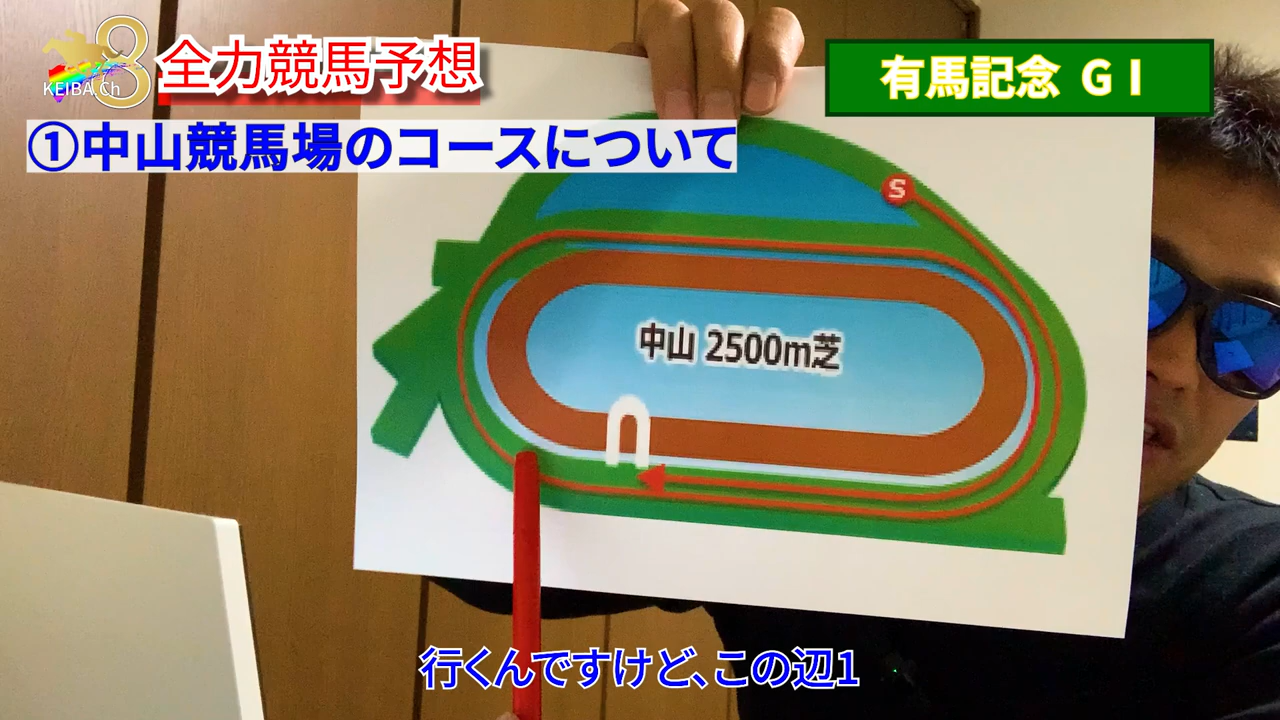 8
KEIBA.Ch
全力競馬予想
有馬記念 GⅠ
①中山競馬場のコースについて
S
中山 2500m芝
行くんですけど、この辺1